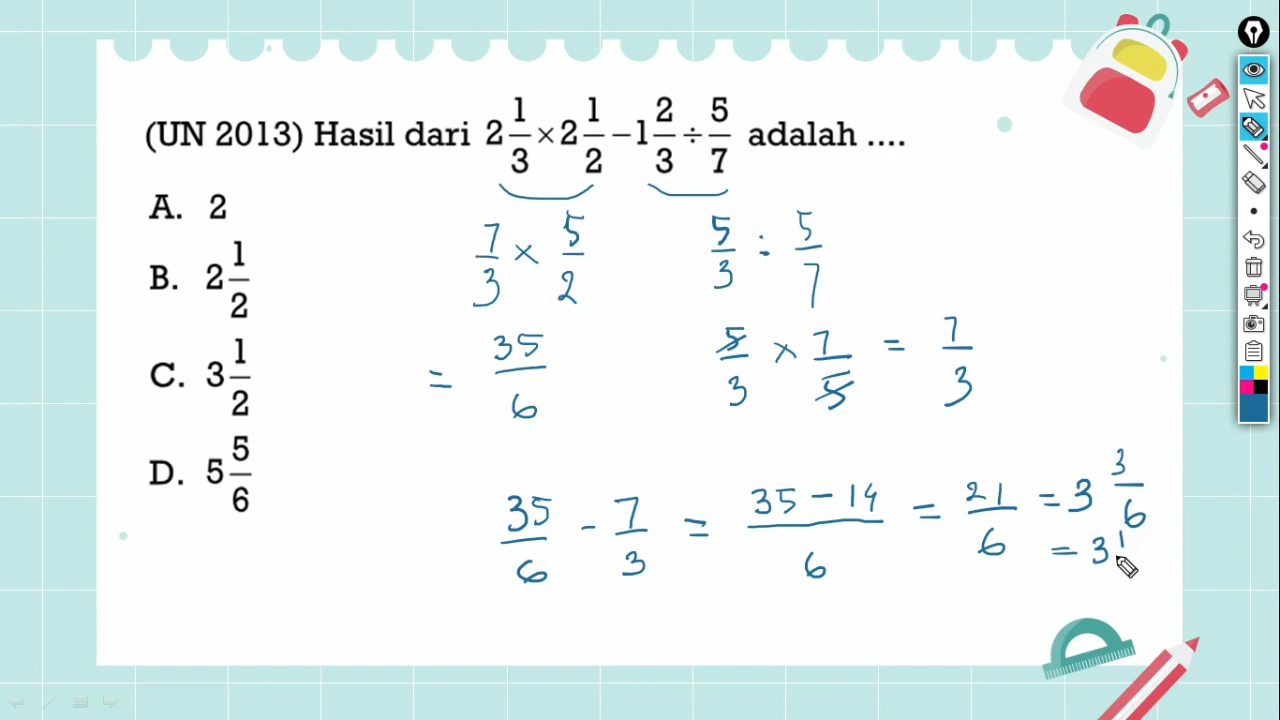 (UN 2013) Hasil dari 2 1/3 × 2 1/2 − 1 2/3 ÷ 5/7 adalah ....
A. 2
B. 2 1/2
C. 3 1/2
D. 5 5/6
7/3 × 5/2
5/3 : 5/7
= 35/6
5/3 × 7/5 = 7/3
35/6 - 7/3 = 35 - 14/6 = 21/6 = 3 3/6
= 3 1